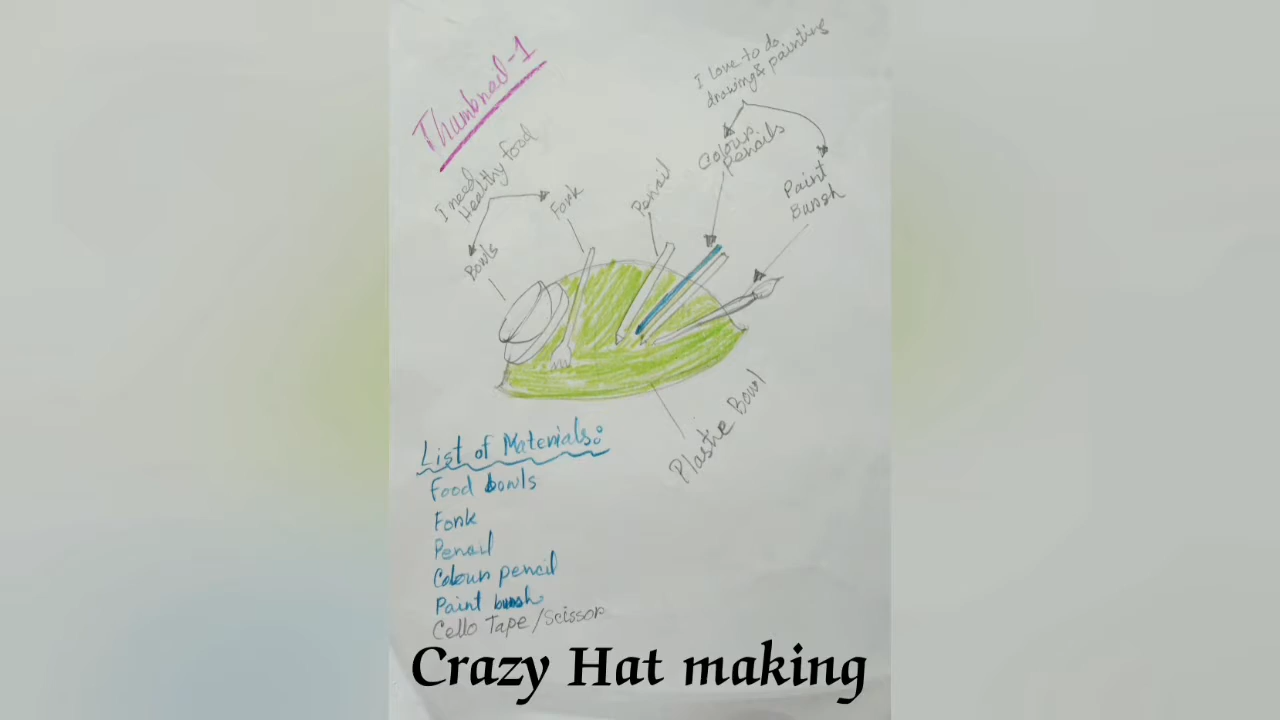 Thumbnail-1
I love to do
drawing & painting
I need
Healthy food
Bowls
Fork
Pencil
Colour
pencils
Paint
Brush
Plastic Bowl
List of Materials:
Food bowls
Fork
Pencil
Colour pencil
Paint brush
Cello Tape/Scissor
Crazy Hat making